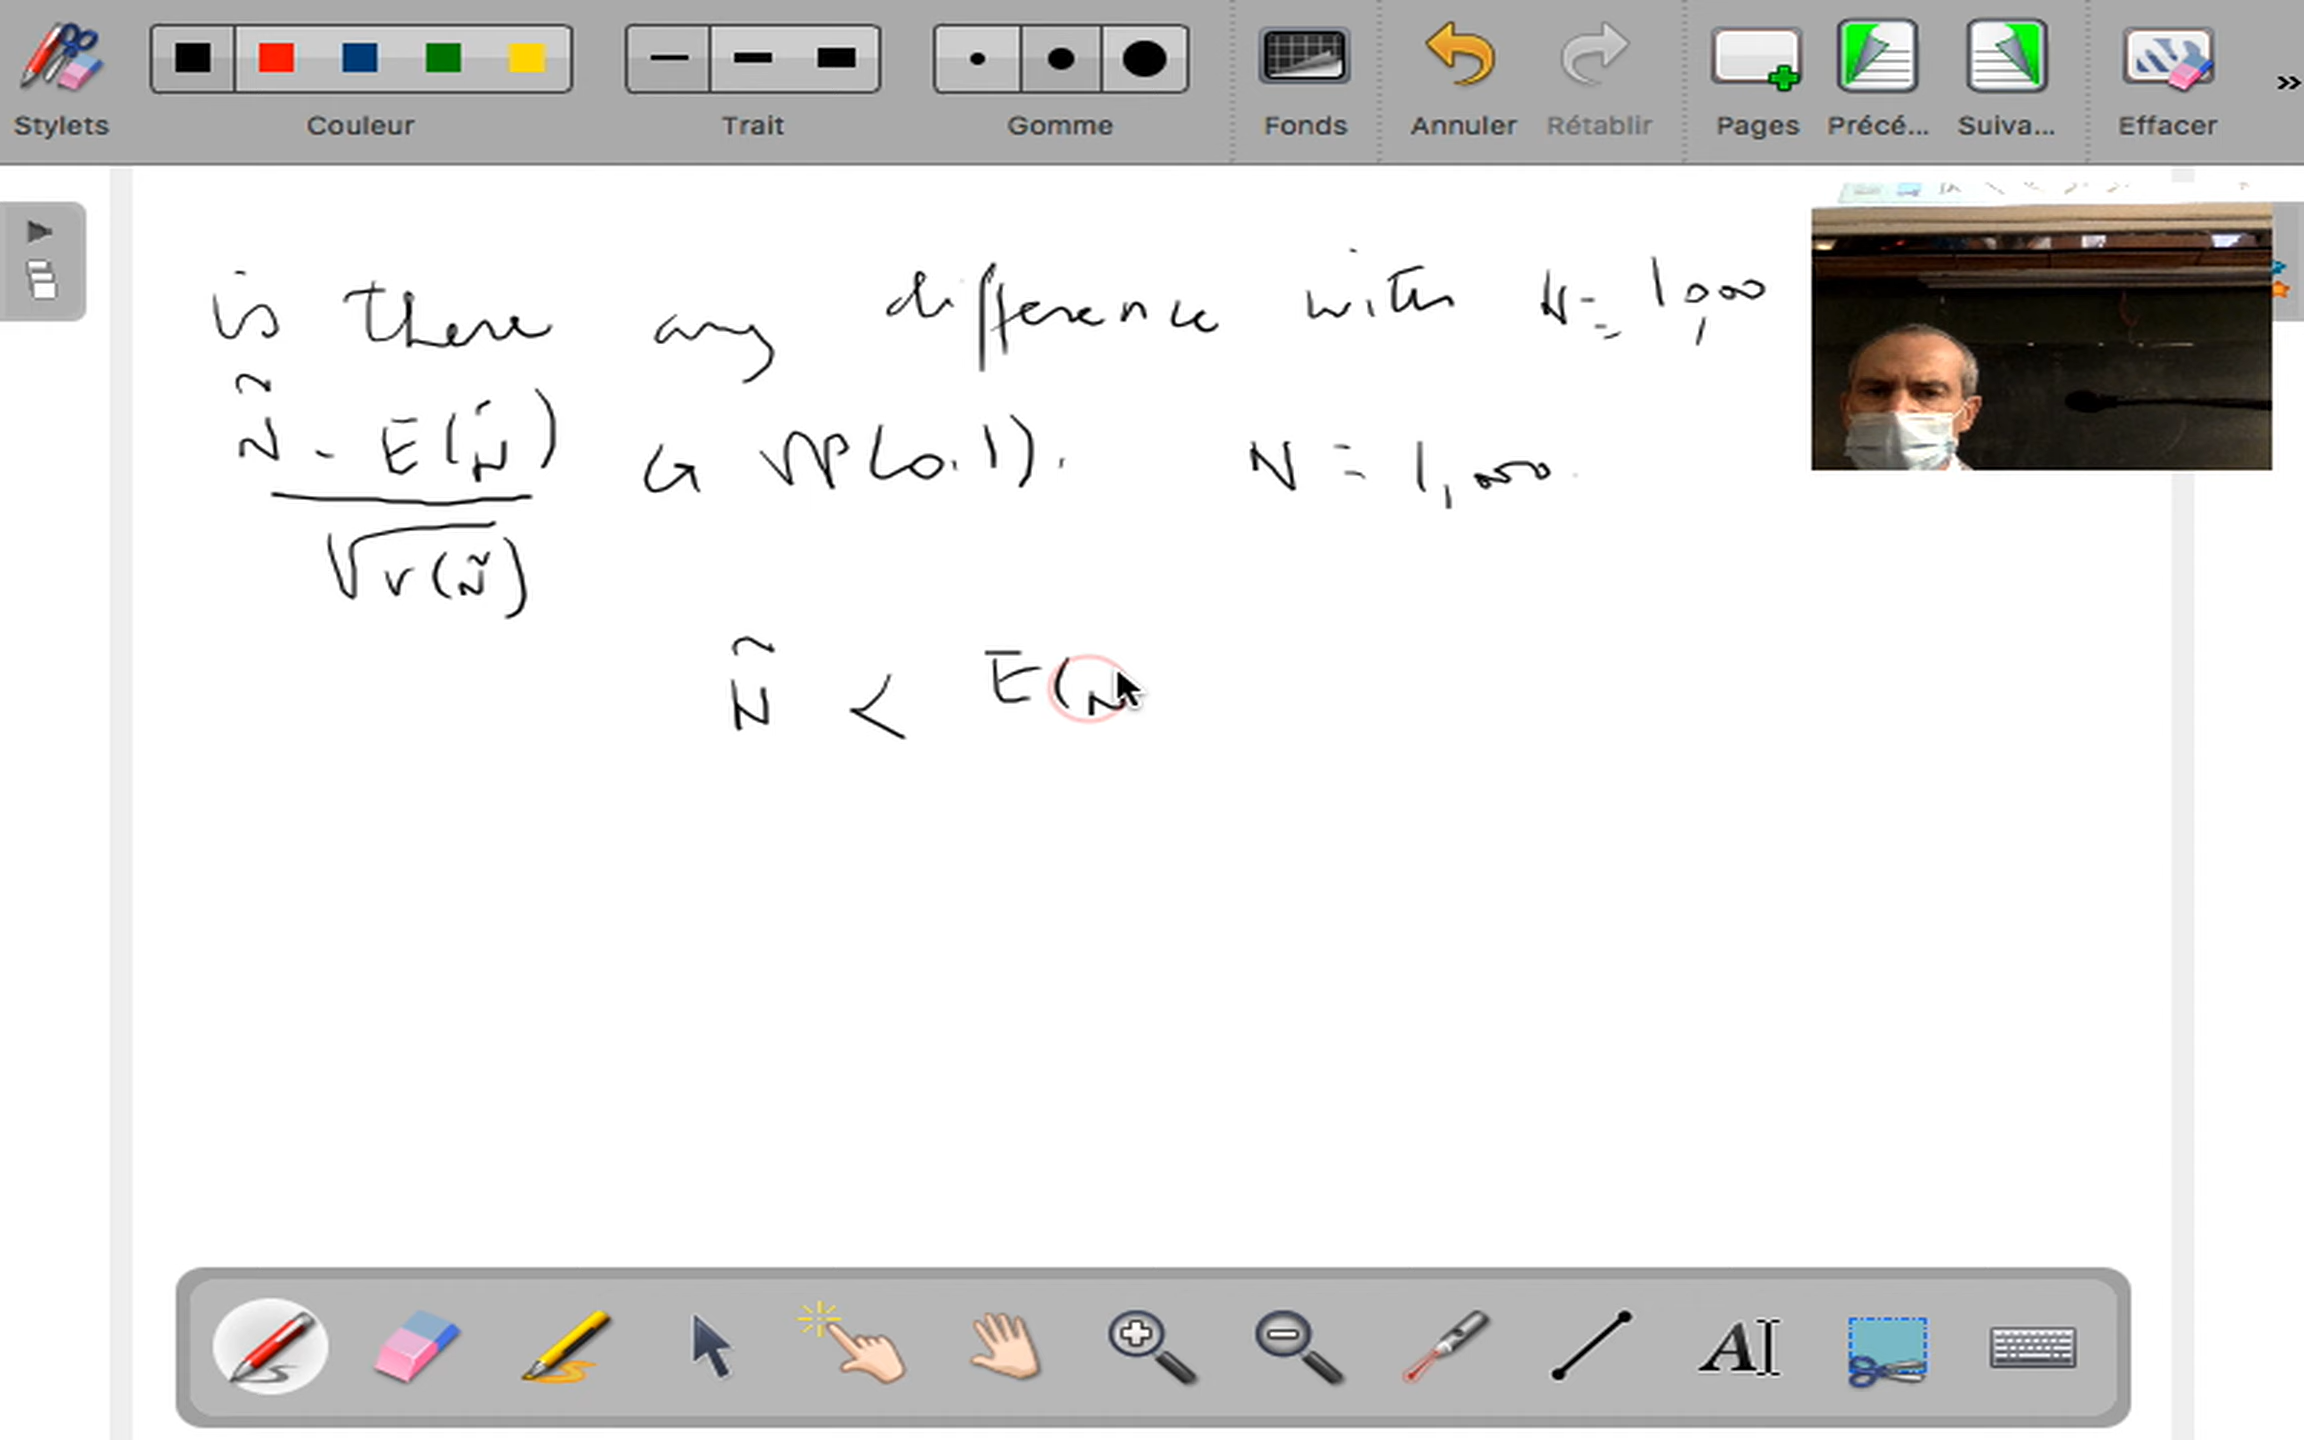 Stylets Couleur Trait Gomme Fonds Annuler Rétablir Pages Précé... Suiva... Effacer »
is there any difference with N = 1,000
Ñ - E(Ñ) G N(0,1). N = 1,000.
√V(Ñ)
Ñ < E(N
AI